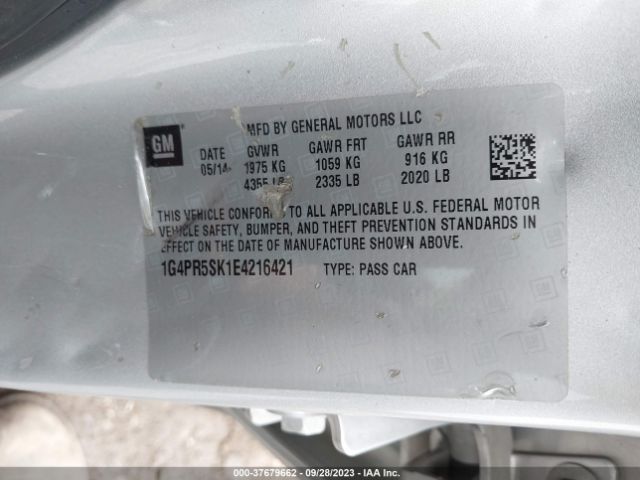 MFD BY GENERAL MOTORS LLC
GM
DATE GVWR GAWR FRT GAWR RR
05/14 1975 KG 1059 KG 916 KG
4355 LB 2335 LB 2020 LB
THIS VEHICLE CONFORMS TO ALL APPLICABLE U.S. FEDERAL MOTOR
VEHICLE SAFETY, BUMPER, AND THEFT PREVENTION STANDARDS IN
EFFECT ON THE DATE OF MANUFACTURE SHOWN ABOVE.
1G4PR5SK1E4216421 TYPE: PASS CAR
000-37679662 / 09/28/2023 / IAA Inc.